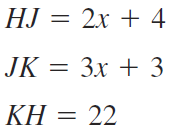 HJ = 2x + 4
JK = 3x + 3
KH = 22